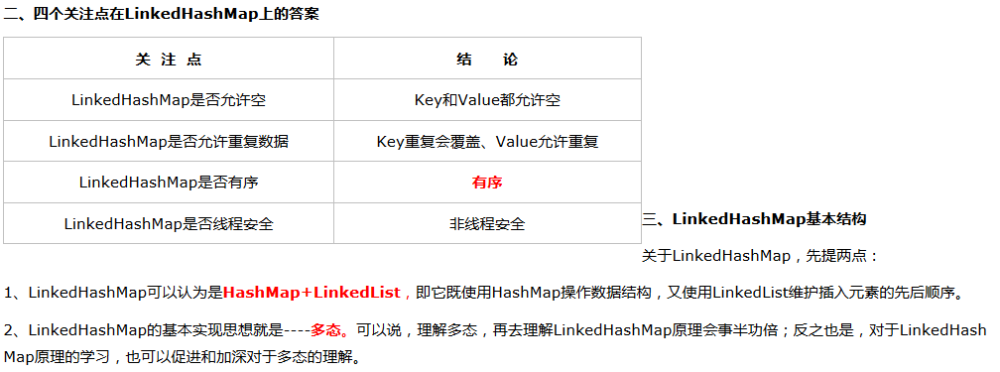 二、四个关注点在LinkedHashMap上的答案
关 注 点 结 论
LinkedHashMap是否允许空 Key和Value都允许空
LinkedHashMap是否允许重复数据 Key重复会覆盖、Value允许重复
LinkedHashMap是否有序 有序
LinkedHashMap是否线程安全 非线程安全
三、LinkedHashMap基本结构
关于LinkedHashMap，先提两点：
1、LinkedHashMap可以认为是HashMap+LinkedList，即它既使用HashMap操作数据结构，又使用LinkedList维护插入元素的先后顺序。
2、LinkedHashMap的基本实现思想就是----多态。可以说，理解多态，再去理解LinkedHashMap原理会事半功倍；反之也是，对于LinkedHash
Map原理的学习，也可以促进和加深对于多态的理解。